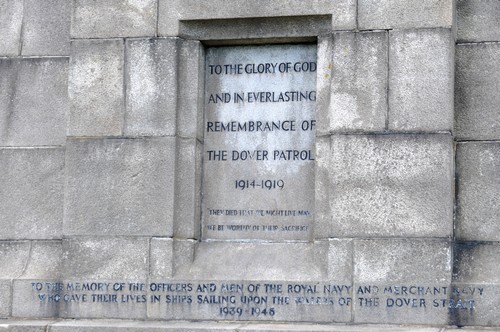 TO THE GLORY OF GOD
AND IN EVERLASTING
REMEMBRANCE OF
THE DOVER PATROL
1914-1919
THEY DIED THAT WE MIGHT LIVE MAY
WE BE WORTHY OF THEIR SACRIFICE
TO THE MEMORY OF THE OFFICERS AND MEN OF THE ROYAL NAVY AND MERCHANT NAVY
WHO GAVE THEIR LIVES IN SHIPS SAILING UPON THE WATERS OF THE DOVER STRAIT
1939-1945